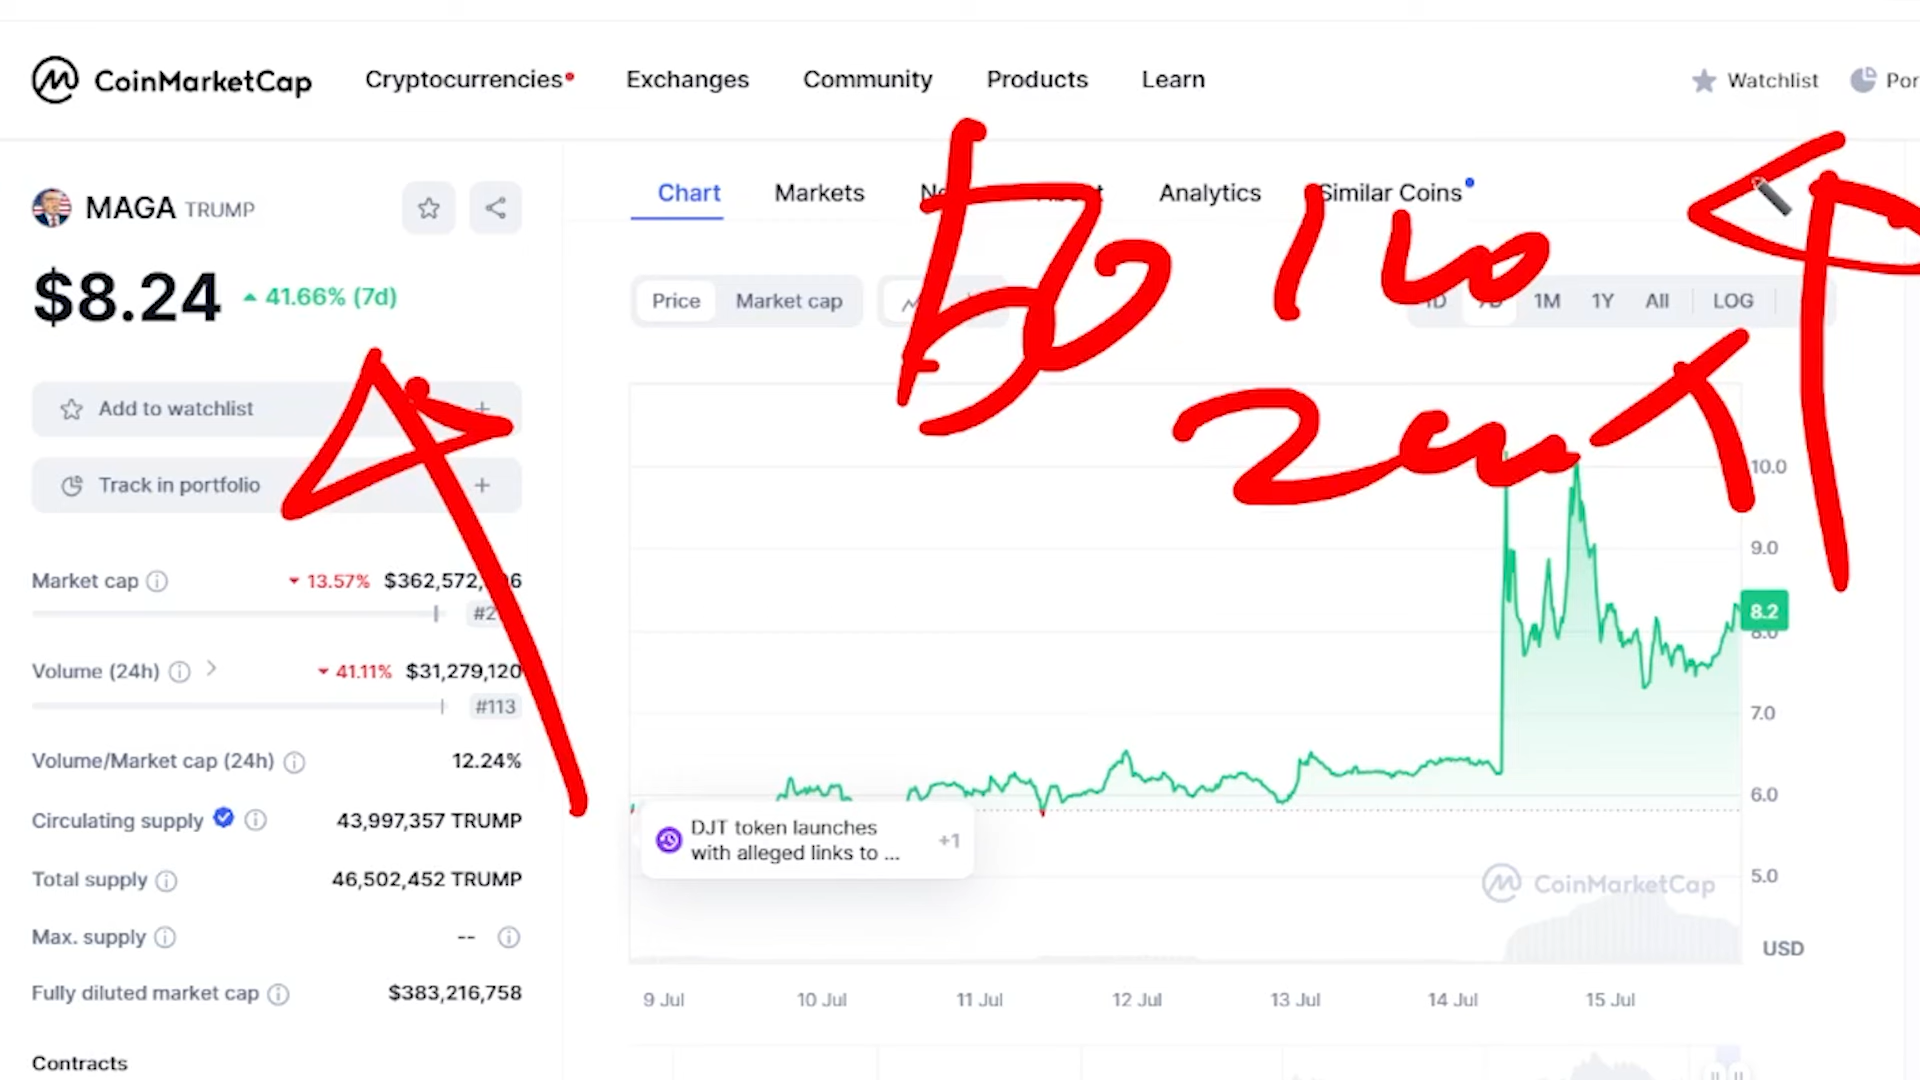 CoinMarketCap Cryptocurrencies Exchanges Community Products Learn Watchlist
MAGA TRUMP
Chart Markets Analytics Similar Coins
$8.24 41.66% (7d)
Price Market cap 1M 1Y All LOG
50
Add to watchlist +
Track in portfolio +
Market cap 13.57%
Volume (24h) 41.11% $31,279,120
#113
Volume/Market cap (24h) 12.24%
Circulating supply 43,997,357 TRUMP
Total supply 46,502,452 TRUMP
Max. supply --
Fully diluted market cap $383,216,758
Contracts
10.0
9.0
8.2
8.0
7.0
6.0
5.0
DJT token launches
with alleged links to ... +1
CoinMarketCap
USD
9 Jul 10 Jul 11 Jul 12 Jul 13 Jul 14 Jul 15 Jul